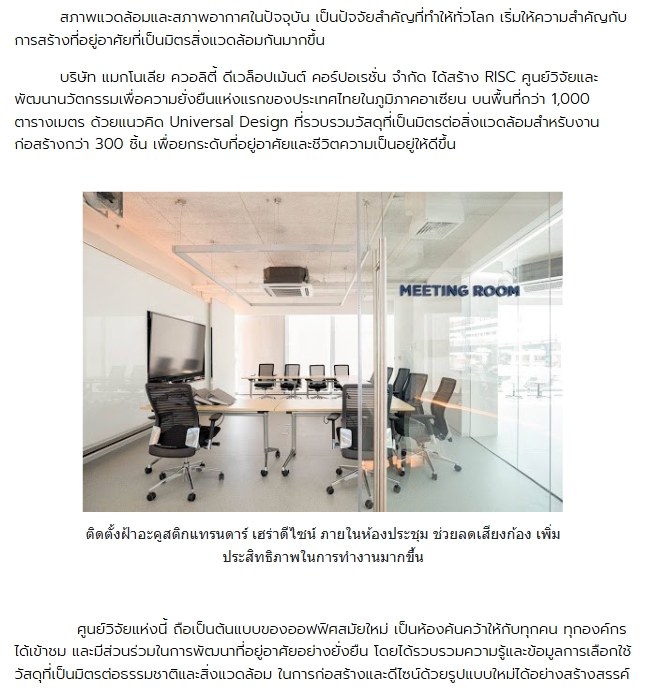 สภาพแวดล้อมและสภาพอากาศในปัจจุบัน เป็นปัจจัยสำคัญที่ทำให้ทั่วโลก เริ่มให้ความสำคัญกับ
การสร้างที่อยู่อาศัยที่เป็นมิตรสิ่งแวดล้อมกันมากขึ้น
บริษัท แมกโนเลีย ควอลิตี้ ดีเวล็อปเม้นต์ คอร์ปอเรชั่น จำกัด ได้สร้าง RISC ศูนย์วิจัยและ
พัฒนานวัตกรรมเพื่อความยั่งยืนแห่งแรกของประเทศไทยในภูมิภาคอาเซียน บนพื้นที่กว่า 1,000
ตารางเมตร ด้วยแนวคิด Universal Design ที่รวบรวมวัสดุที่เป็นมิตรต่อสิ่งแวดล้อมสำหรับงาน
ก่อสร้างกว่า 300 ชิ้น เพื่อยกระดับที่อยู่อาศัยและชีวิตความเป็นอยู่ให้ดีขึ้น
MEETING ROOM
ติดตั้งฝ้าอะคูสติกแทรนดาร์ เฮร่าดีไซน์ ภายในห้องประชุม ช่วยลดเสียงก้อง เพิ่ม
ประสิทธิภาพในการทำงานมากขึ้น
ศูนย์วิจัยแห่งนี้ ถือเป็นต้นแบบของออฟฟิศสมัยใหม่ เป็นห้องค้นคว้าให้กับทุกคน ทุกองค์กร
ได้เข้าชม และมีส่วนร่วมในการพัฒนาที่อยู่อาศัยอย่างยั่งยืน โดยได้รวบรวมความรู้และข้อมูลการเลือกใช้
วัสดุที่เป็นมิตรต่อธรรมชาติและสิ่งแวดล้อม ในการก่อสร้างและดีไซน์ด้วยรูปแบบใหม่ได้อย่างสร้างสรรค์